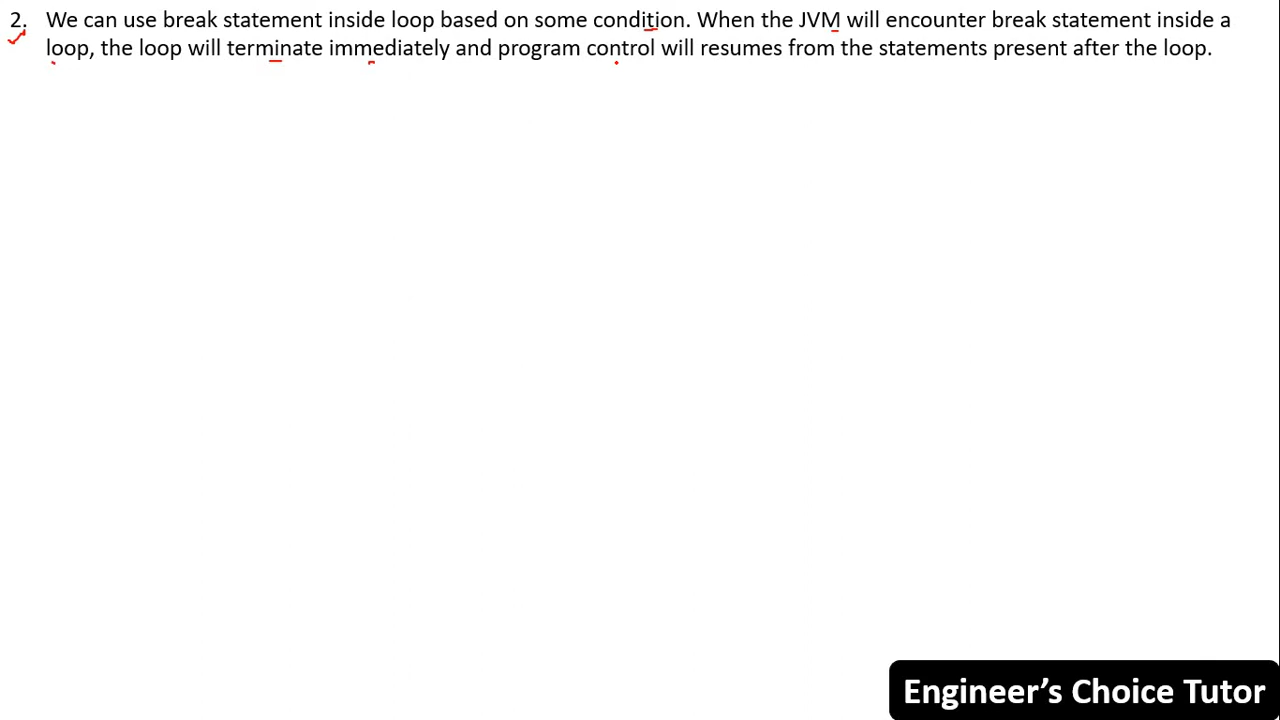 2. We can use break statement inside loop based on some condition. When the JVM will encounter break statement inside a
loop, the loop will terminate immediately and program control will resumes from the statements present after the loop.
Engineer's Choice Tutor